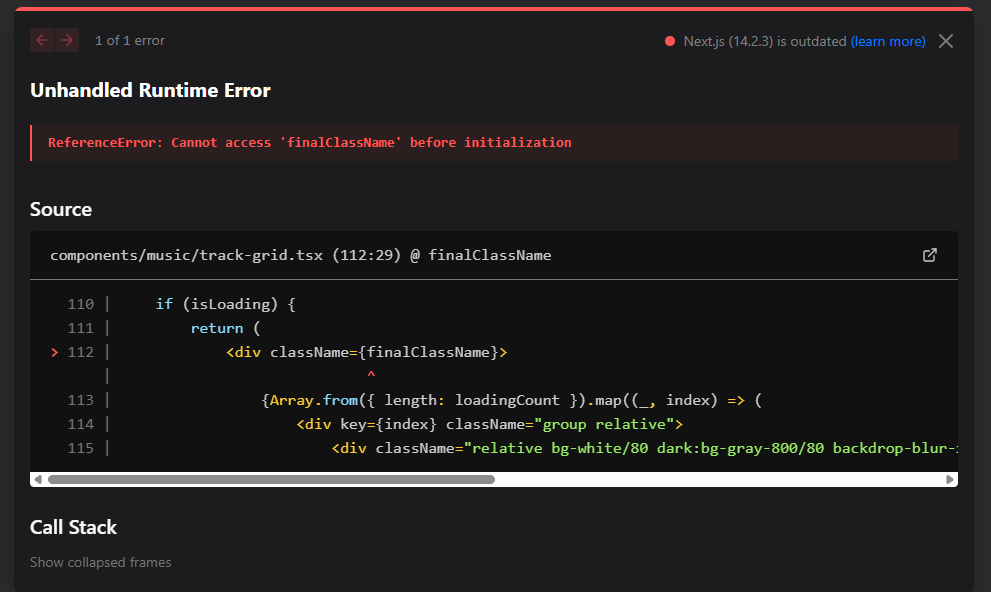 1 of 1 error
Next.js (14.2.3) is outdated (learn more)
Unhandled Runtime Error
ReferenceError: Cannot access 'finalClassName' before initialization
Source
components/music/track-grid.tsx (112:29) @ finalClassName
110 |     if (isLoading) {
111 |         return (
> 112 |             <div className={finalClassName}>
|                             ^
113 |                 {Array.from({ length: loadingCount }).map((_, index) => (
114 |                     <div key={index} className="group relative">
115 |                         <div className="relative bg-white/80 dark:bg-gray-800/80 backdrop-blur-
Call Stack
Show collapsed frames